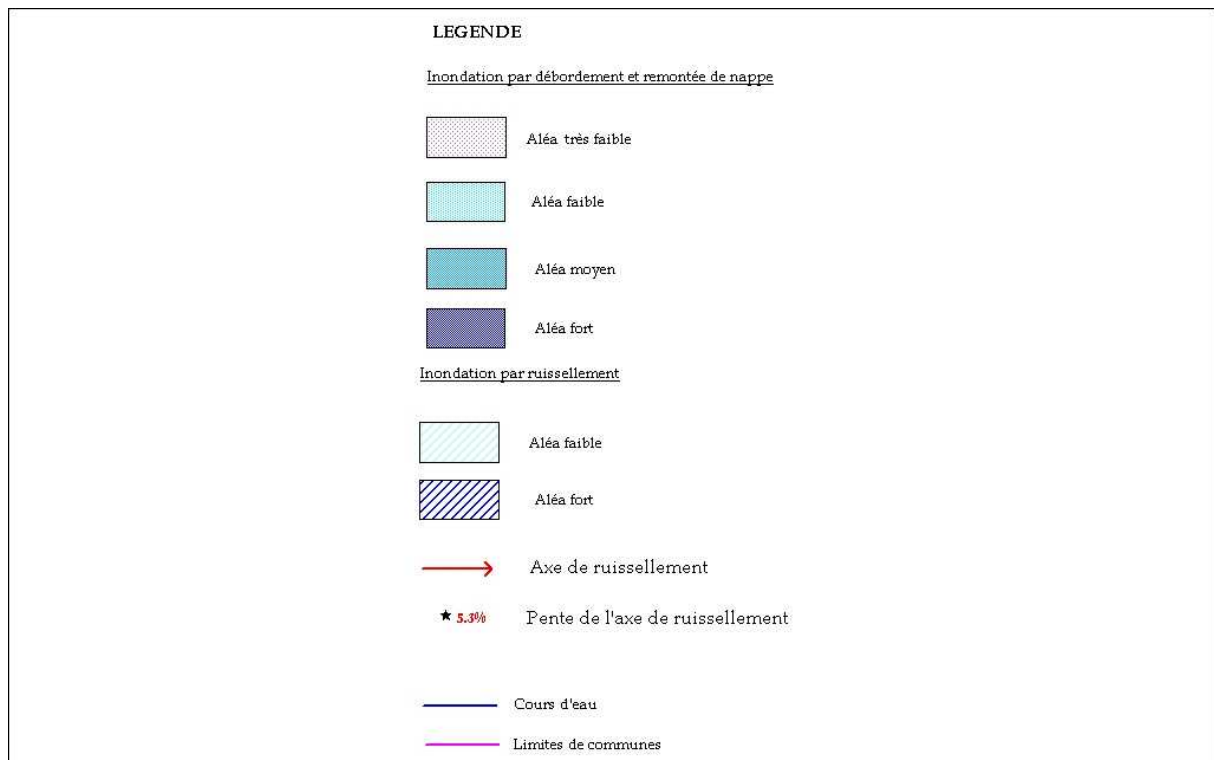 LEGENDE
Inondation par débordement et remontée de nappe
Aléa très faible
Aléa faible
Aléa moyen
Aléa fort
Inondation par ruissellement
Aléa faible
Aléa fort
Axe de ruissellement
★ 5.3% Pente de l'axe de ruissellement
Cours d'eau
Limites de communes